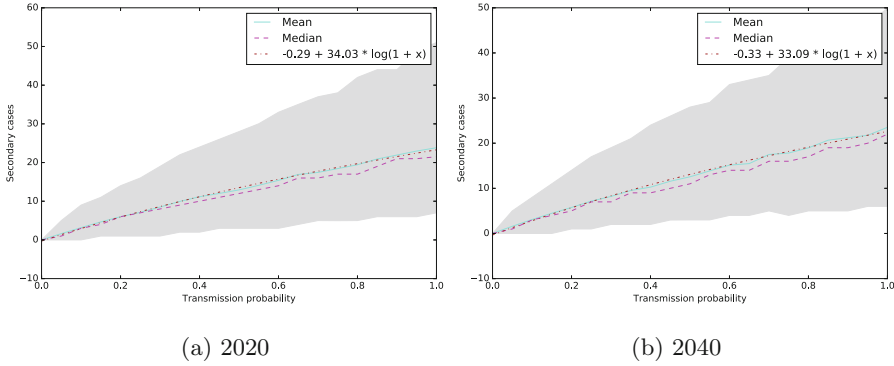 60
50
40
30
20
10
0
−10
Secondary cases
Mean
Median
-0.29 + 34.03 * log(1 + x)
0.0 0.2 0.4 0.6 0.8 1.0
Transmission probability
(a) 2020
50
40
30
20
10
0
−10
Secondary cases
Mean
Median
-0.33 + 33.09 * log(1 + x)
0.0 0.2 0.4 0.6 0.8 1.0
Transmission probability
(b) 2040